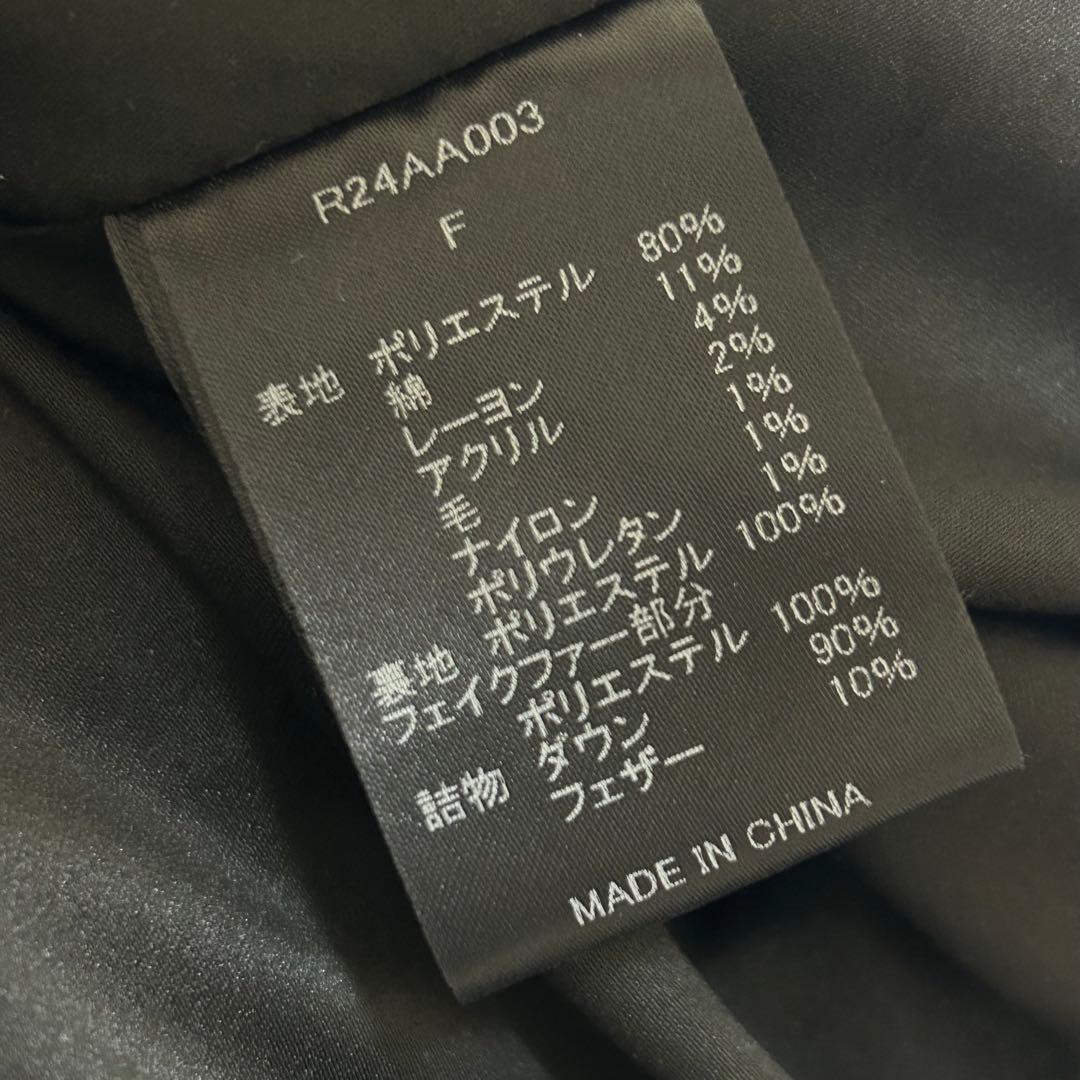 R24AA003
F
表地 ポリエステル 80%
綿 11%
レーヨン 4%
アクリル 2%
毛 1%
ナイロン 1%
ポリウレタン 1%
裏地 ポリエステル 100%
フェイクファー部分
ポリエステル 100%
詰物 ダウン 90%
フェザー 10%
MADE IN CHINA